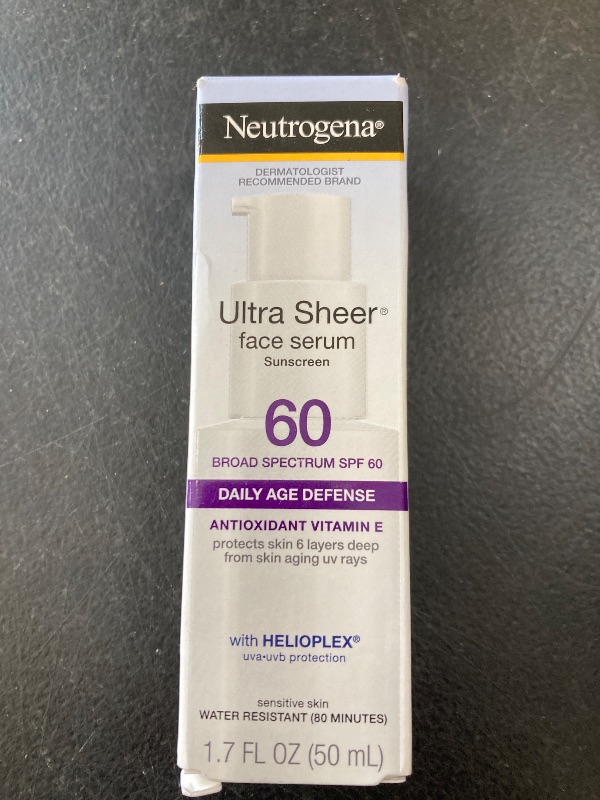 Neutrogena®
DERMATOLOGIST
RECOMMENDED BRAND
Ultra Sheer®
face serum
Sunscreen
60
BROAD SPECTRUM SPF 60
DAILY AGE DEFENSE
ANTIOXIDANT VITAMIN E
protects skin 6 layers deep
from skin aging uv rays
with HELIOPLEX®
uva•uvb protection
sensitive skin
WATER RESISTANT (80 MINUTES)
1.7 FL OZ (50 mL)